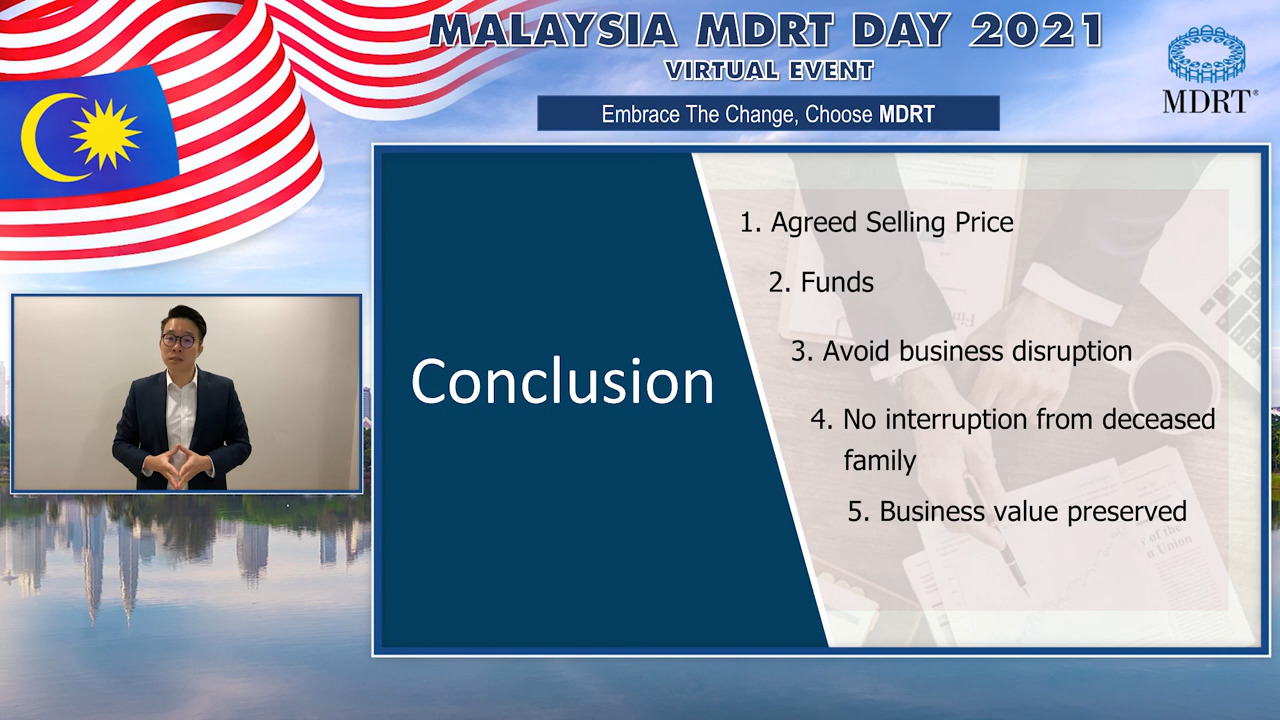 MALAYSIA MDRT DAY 2021
VIRTUAL EVENT
Embrace The Change, Choose MDRT
MDRT®
Conclusion
1. Agreed Selling Price
2. Funds
3. Avoid business disruption
4. No interruption from deceased
family
5. Business value preserved